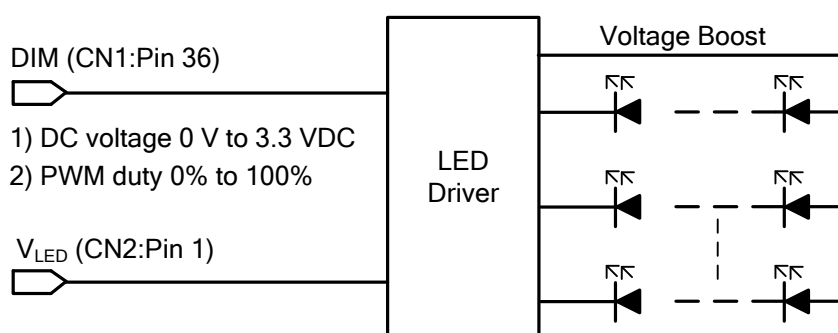 Voltage Boost
DIM (CN1:Pin 36)
1) DC voltage 0 V to 3.3 VDC
2) PWM duty 0% to 100%
LED
Driver
VLED (CN2:Pin 1)